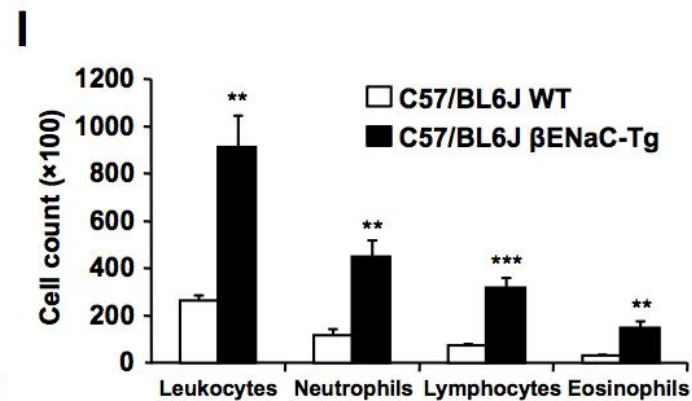 I
1200
1000
800
600
400
200
0
Cell count (×100)
C57/BL6J WT
C57/BL6J βENaC-Tg
**
**
***
**
Leukocytes Neutrophils Lymphocytes Eosinophils